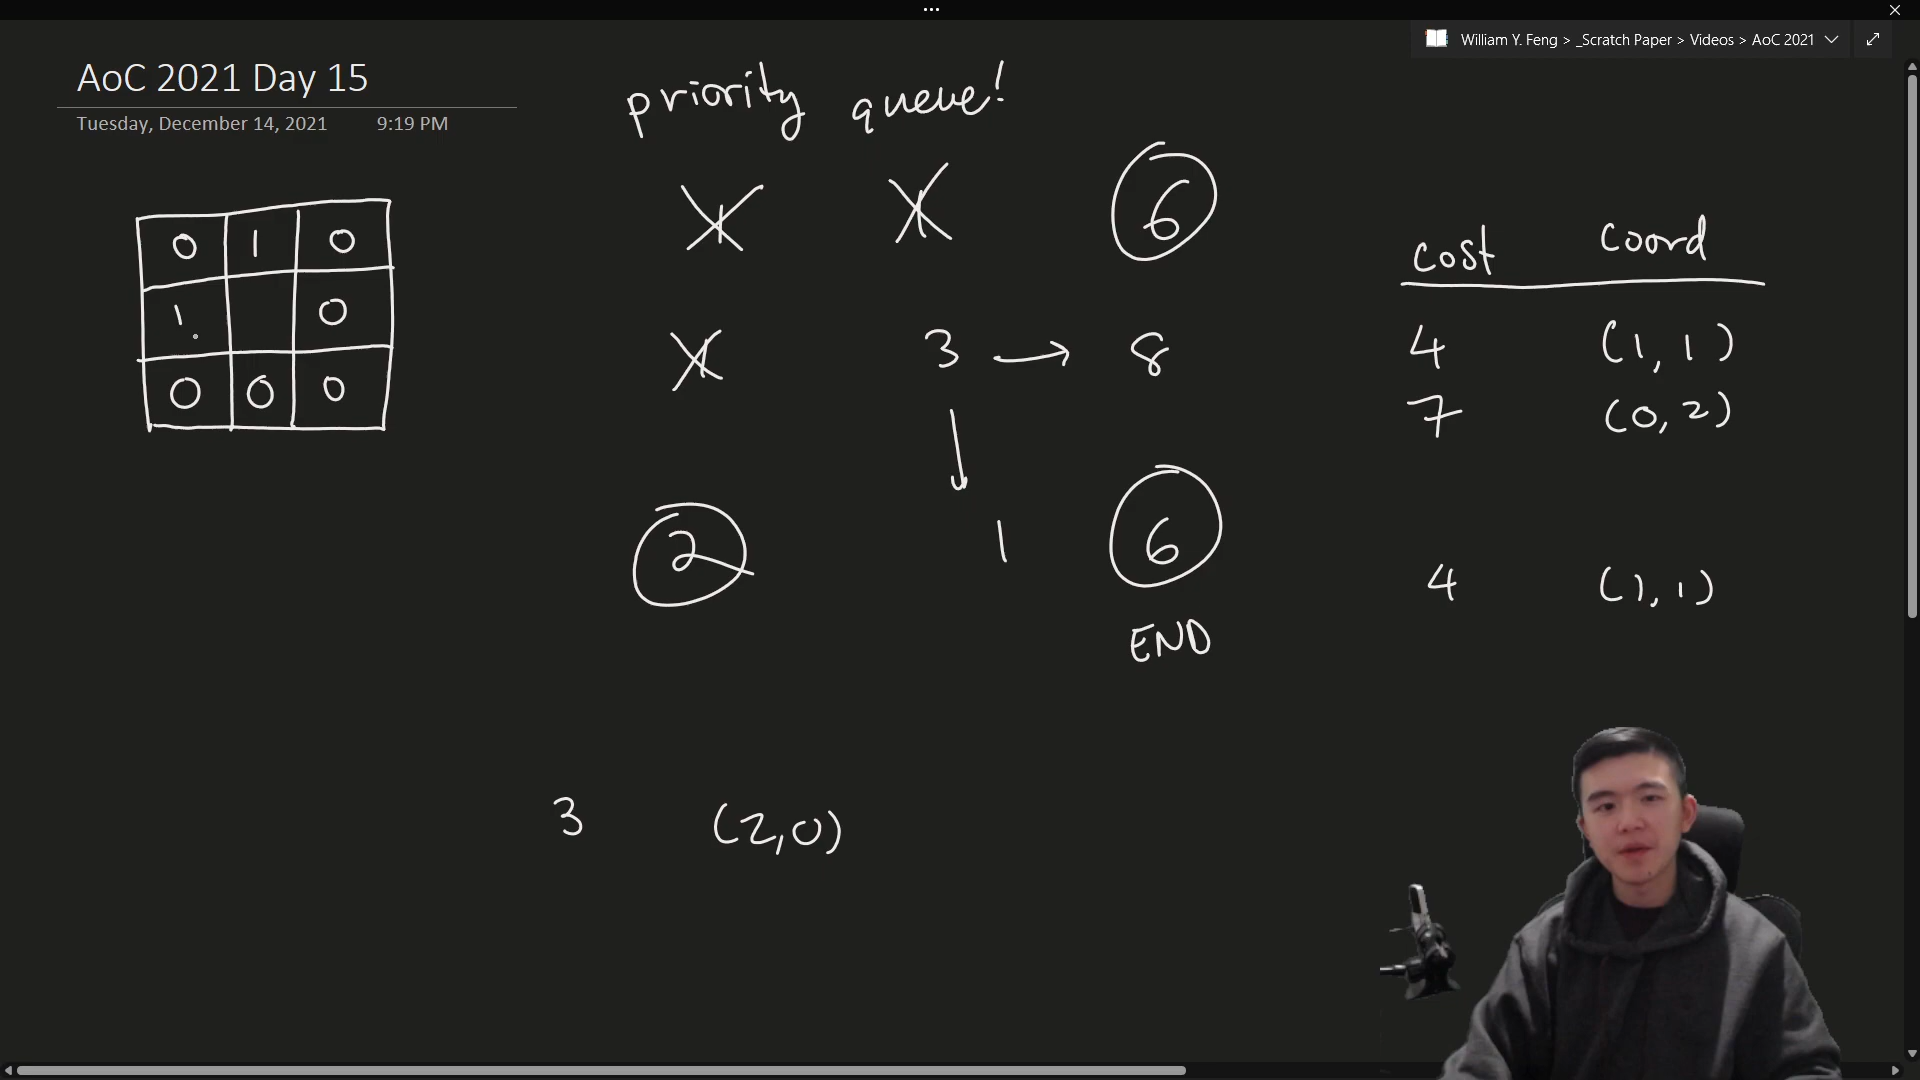 William Y. Feng > _Scratch Paper > Videos > AoC 2021
AoC 2021 Day 15
Tuesday, December 14, 2021 9:19 PM
priority queue!
0 1 0
1 0
0 0 0
6
3 → 8
2 1 6
END
3 (2,0)
cost coord
4 (1, 1)
7 (0, 2)
4 (1, 1)